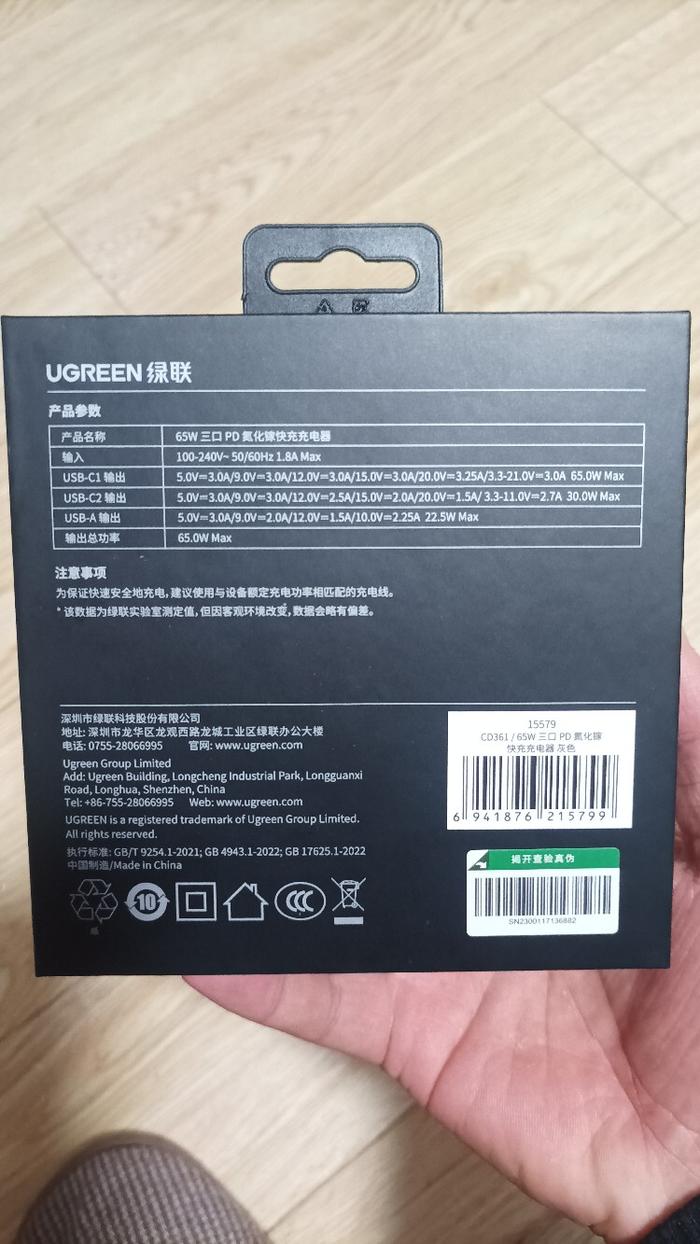 UGREEN 绿联
产品参数
产品名称 65W 三口 PD 氮化镓快充充电器
输入 100-240V~ 50/60Hz 1.8A Max
USB-C1 输出 5.0V⎓3.0A/9.0V⎓3.0A/12.0V⎓3.0A/15.0V⎓3.0A/20.0V⎓3.25A/3.3-21.0V⎓3.0A 65.0W Max
USB-C2 输出 5.0V⎓3.0A/9.0V⎓3.0A/12.0V⎓2.5A/15.0V⎓2.0A/20.0V⎓1.5A/ 3.3-11.0V⎓2.7A 30.0W Max
USB-A 输出 5.0V⎓3.0A/9.0V⎓2.0A/12.0V⎓1.5A/10.0V⎓2.25A 22.5W Max
输出总功率 65.0W Max
注意事项
为保证快速安全地充电，建议使用与设备额定充电功率相匹配的充电线。
* 该数据为绿联实验室测定值，但因客观环境改变，数据会略有偏差。
深圳市绿联科技股份有限公司
地址: 深圳市龙华区龙观西路龙城工业区绿联办公大楼
电话: 0755-28066995 官网: www.ugreen.com
Ugreen Group Limited
Add: Ugreen Building, Longcheng Industrial Park, Longguanxi
Road, Longhua, Shenzhen, China
Tel: +86-755-28066995 Web: www.ugreen.com
UGREEN is a registered trademark of Ugreen Group Limited.
All rights reserved.
执行标准: GB/T 9254.1-2021; GB 4943.1-2022; GB 17625.1-2022
中国制造/Made in China
10
CCC
15579
CD361 / 65W 三口 PD 氮化镓
快充充电器 灰色
6 941876 215799
揭开查验真伪
SN2300117136882